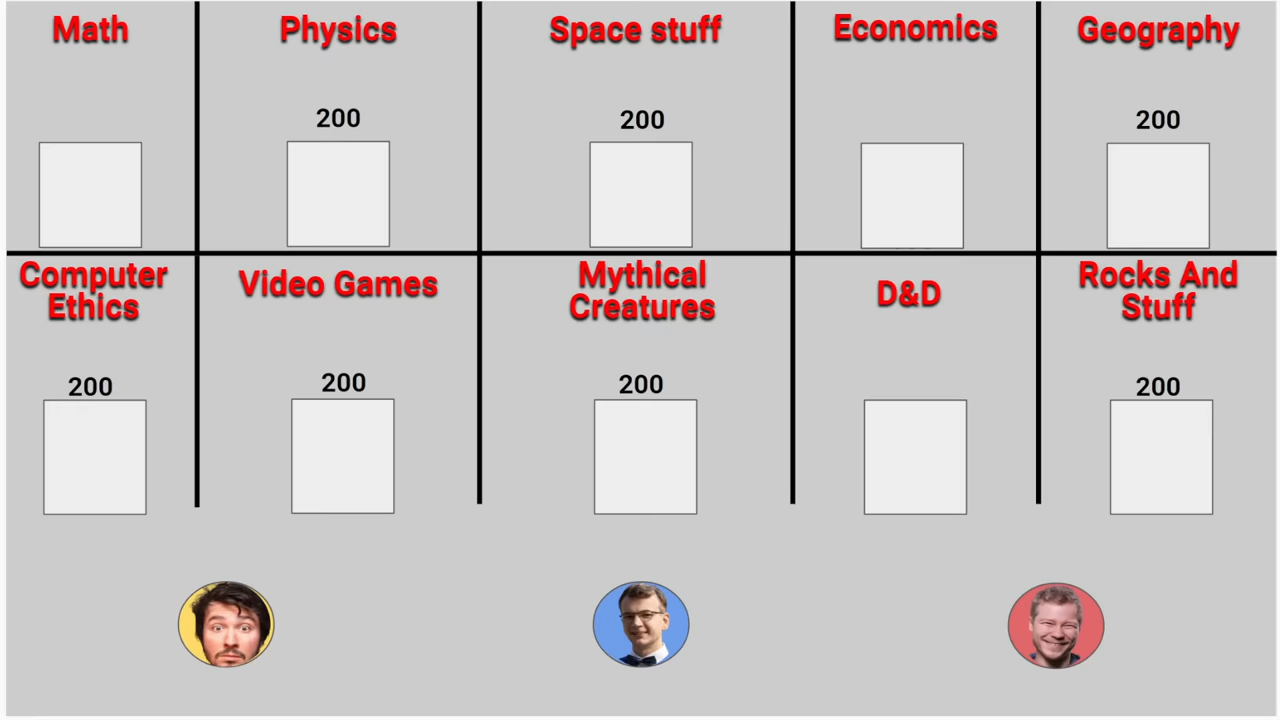 Math
Physics
Space stuff
Economics
Geography
200
200
200
Computer
Ethics
Video Games
Mythical
Creatures
D&D
Rocks And
Stuff
200
200
200
200